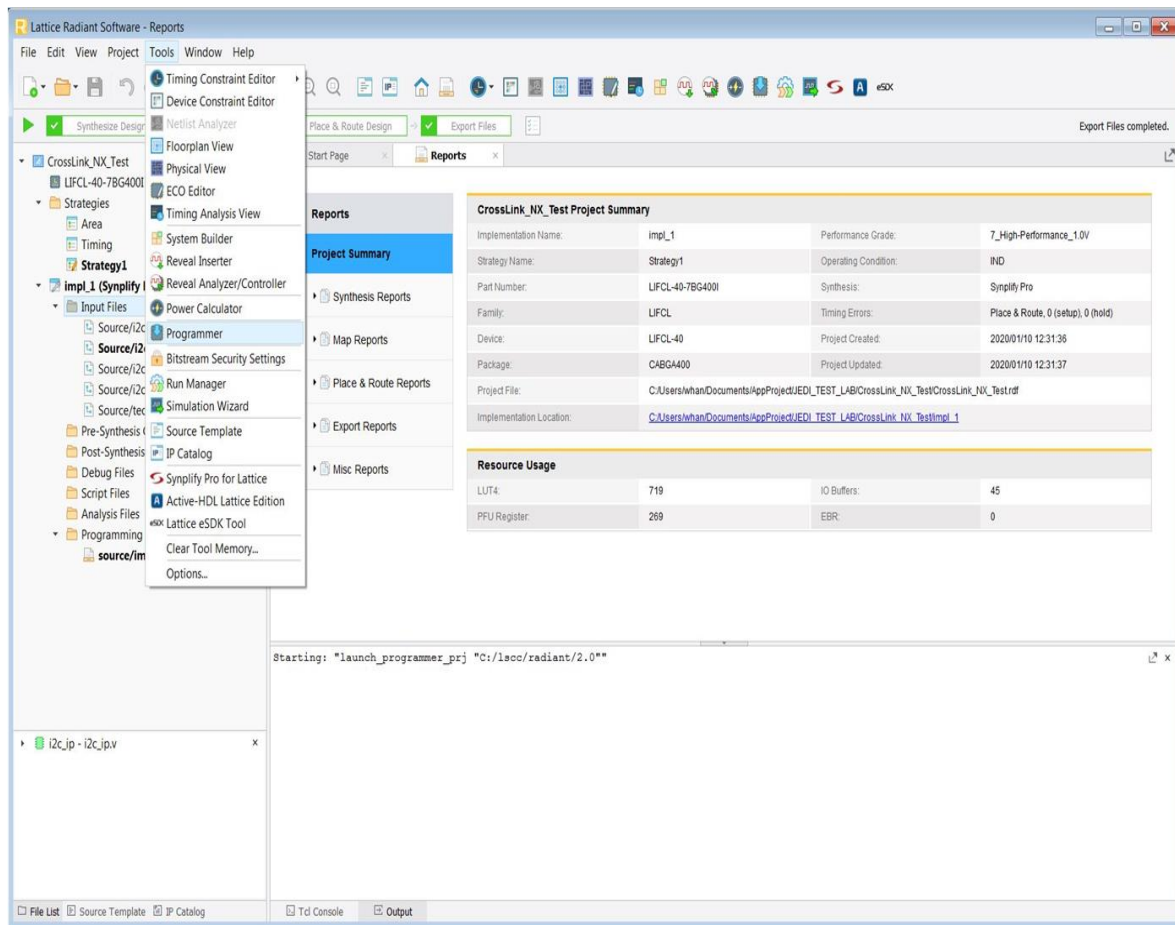 Lattice Radiant Software - Reports
File Edit View Project Tools Window Help
eSDK
Synthesize Design
Place & Route Design
Export Files
Export Files completed.
Timing Constraint Editor
Device Constraint Editor
Netlist Analyzer
Floorplan View
Physical View
ECO Editor
Timing Analysis View
System Builder
Reveal Inserter
Reveal Analyzer/Controller
Power Calculator
Programmer
Bitstream Security Settings
Run Manager
Simulation Wizard
Source Template
IP Catalog
Synplify Pro for Lattice
Active-HDL Lattice Edition
Lattice eSDK Tool
Clear Tool Memory...
Options...
CrossLink_NX_Test
LIFCL-40-7BG400I
Strategies
Area
Timing
Strategy1
impl_1 (Synplify
Input Files
Source/i2c
Source/i2
Source/i2c
Source/i2c
Source/tec
Pre-Synthesis
Post-Synthesis
Debug Files
Script Files
Analysis Files
Programming
source/im
Start Page
Reports
Reports
Project Summary
Synthesis Reports
Map Reports
Place & Route Reports
Export Reports
Misc Reports
CrossLink_NX_Test Project Summary
Implementation Name: impl_1 Performance Grade: 7_High-Performance_1.0V
Strategy Name: Strategy1 Operating Condition: IND
Part Number: LIFCL-40-7BG400I Synthesis: Synplify Pro
Family: LIFCL Timing Errors: Place & Route, 0 (setup), 0 (hold)
Device: LIFCL-40 Project Created: 2020/01/10 12:31:36
Package: CABGA400 Project Updated: 2020/01/10 12:31:37
Project File: C:/Users/whan/Documents/AppProject/JEDI_TEST_LAB/CrossLink_NX_Test/CrossLink_NX_Test.rdf
Implementation Location: C:/Users/whan/Documents/AppProject/JEDI_TEST_LAB/CrossLink_NX_Test/impl_1
Resource Usage
LUT4: 719 IO Buffers: 45
PFU Register: 269 EBR: 0
Starting: "launch_programmer_prj "C:/lscc/radiant/2.0""
i2c_ip - i2c_ip.v
File List Source Template IP Catalog
Tcl Console Output